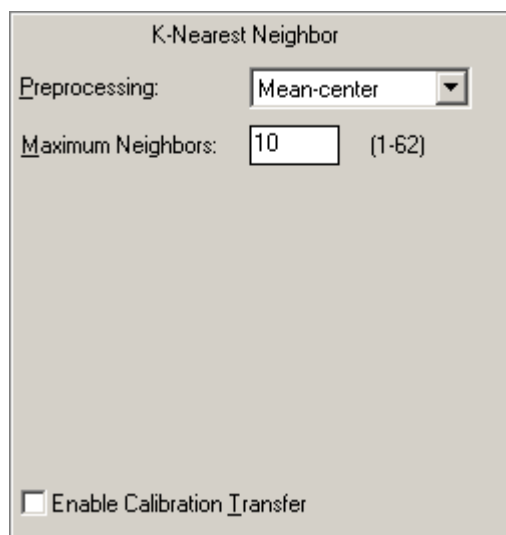 K-Nearest Neighbor
Preprocessing: Mean-center
Maximum Neighbors: 10 (1-62)
Enable Calibration Transfer